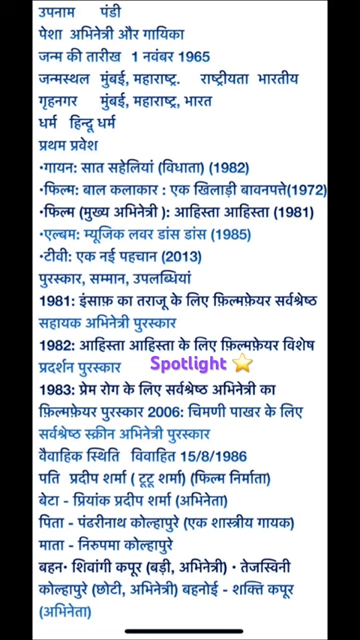 उपनाम पंडी
पेशा अभिनेत्री और गायिका
जन्म की तारीख 1 नवंबर 1965
जन्मस्थल मुंबई, महाराष्ट्र. राष्ट्रीयता भारतीय
गृहनगर मुंबई, महाराष्ट्र, भारत
धर्म हिन्दू धर्म
प्रथम प्रवेश
•गायन: सात सहेलियां (विधाता) (1982)
•फिल्म: बाल कलाकार : एक खिलाड़ी बावनपत्ते(1972)
•फिल्म (मुख्य अभिनेत्री ): आहिस्ता आहिस्ता (1981)
•एल्बम: म्यूजिक लवर डांस डांस (1985)
•टीवी: एक नई पहचान (2013)
पुरस्कार, सम्मान, उपलब्धियां
1981: इंसाफ़ का तराजू के लिए फ़िल्मफ़ेयर सर्वश्रेष्ठ
सहायक अभिनेत्री पुरस्कार
1982: आहिस्ता आहिस्ता के लिए फ़िल्मफ़ेयर विशेष
प्रदर्शन पुरस्कार
Spotlight
1983: प्रेम रोग के लिए सर्वश्रेष्ठ अभिनेत्री का
फ़िल्मफ़ेयर पुरस्कार 2006: चिमणी पाखर के लिए
सर्वश्रेष्ठ स्क्रीन अभिनेत्री पुरस्कार
वैवाहिक स्थिति विवाहित 15/8/1986
पति प्रदीप शर्मा ( टूटू शर्मा) (फिल्म निर्माता)
बेटा - प्रियांक प्रदीप शर्मा (अभिनेता)
पिता - पंढरीनाथ कोल्हापुरे (एक शास्त्रीय गायक)
माता - निरुपमा कोल्हापुरे
बहन• शिवांगी कपूर (बड़ी, अभिनेत्री) • तेजस्विनी
कोल्हापुरे (छोटी, अभिनेत्री) बहनोई - शक्ति कपूर
(अभिनेता)